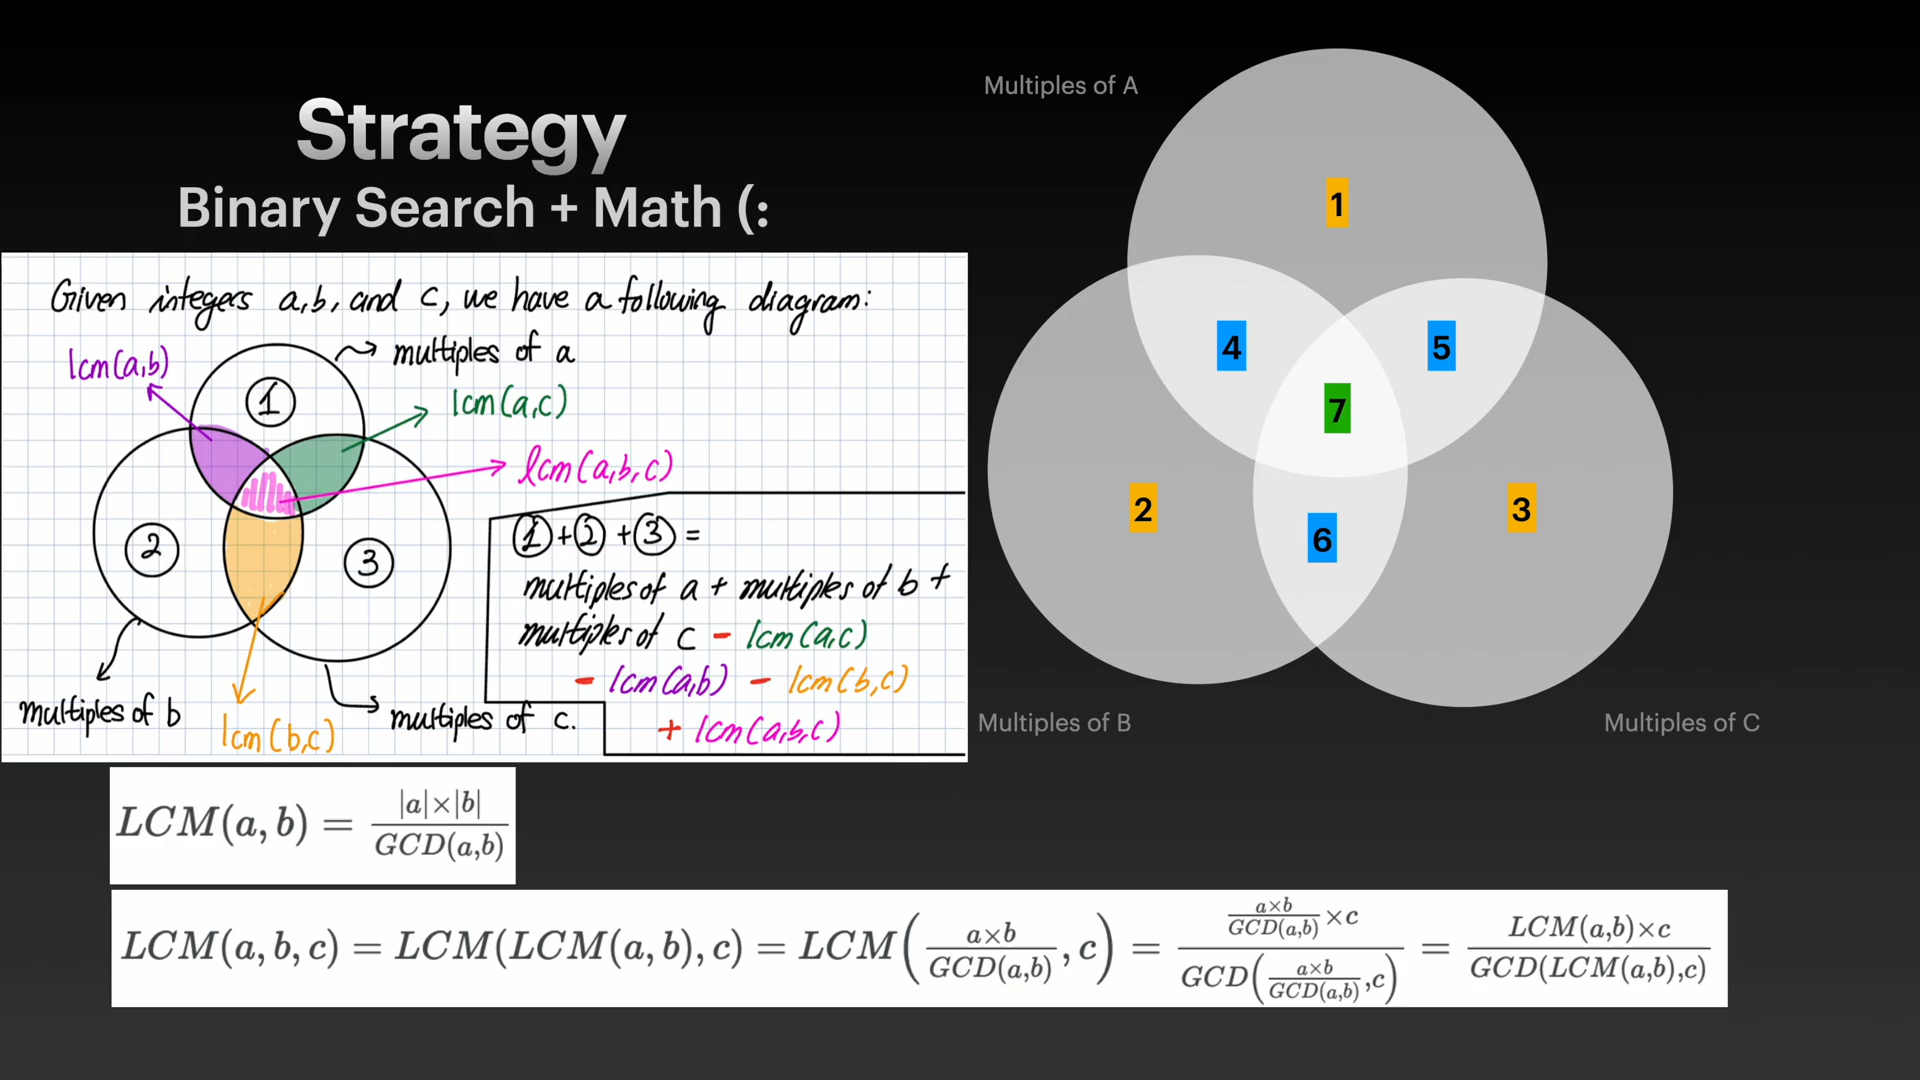 Strategy
Binary Search + Math (:
Given integers a,b, and c, we have a following diagram:
lcm(a,b)
multiples of a
1
lcm(a,c)
lcm(a,b,c)
2
3
multiples of b
lcm(b,c)
multiples of c.
①+②+③ =
multiples of a + multiples of b +
multiples of c - lcm(a,c)
- lcm(a,b) - lcm(b,c)
+ lcm(a,b,c)
Multiples of A
1
4
5
7
2
6
3
Multiples of B
Multiples of C
LCM(a, b) = |a|×|b| / GCD(a,b)
LCM(a, b, c) = LCM(LCM(a, b), c) = LCM(a×b / GCD(a,b), c) = (a×b / GCD(a,b) ×c) / GCD(a×b / GCD(a,b), c) = LCM(a,b)×c / GCD(LCM(a,b),c)